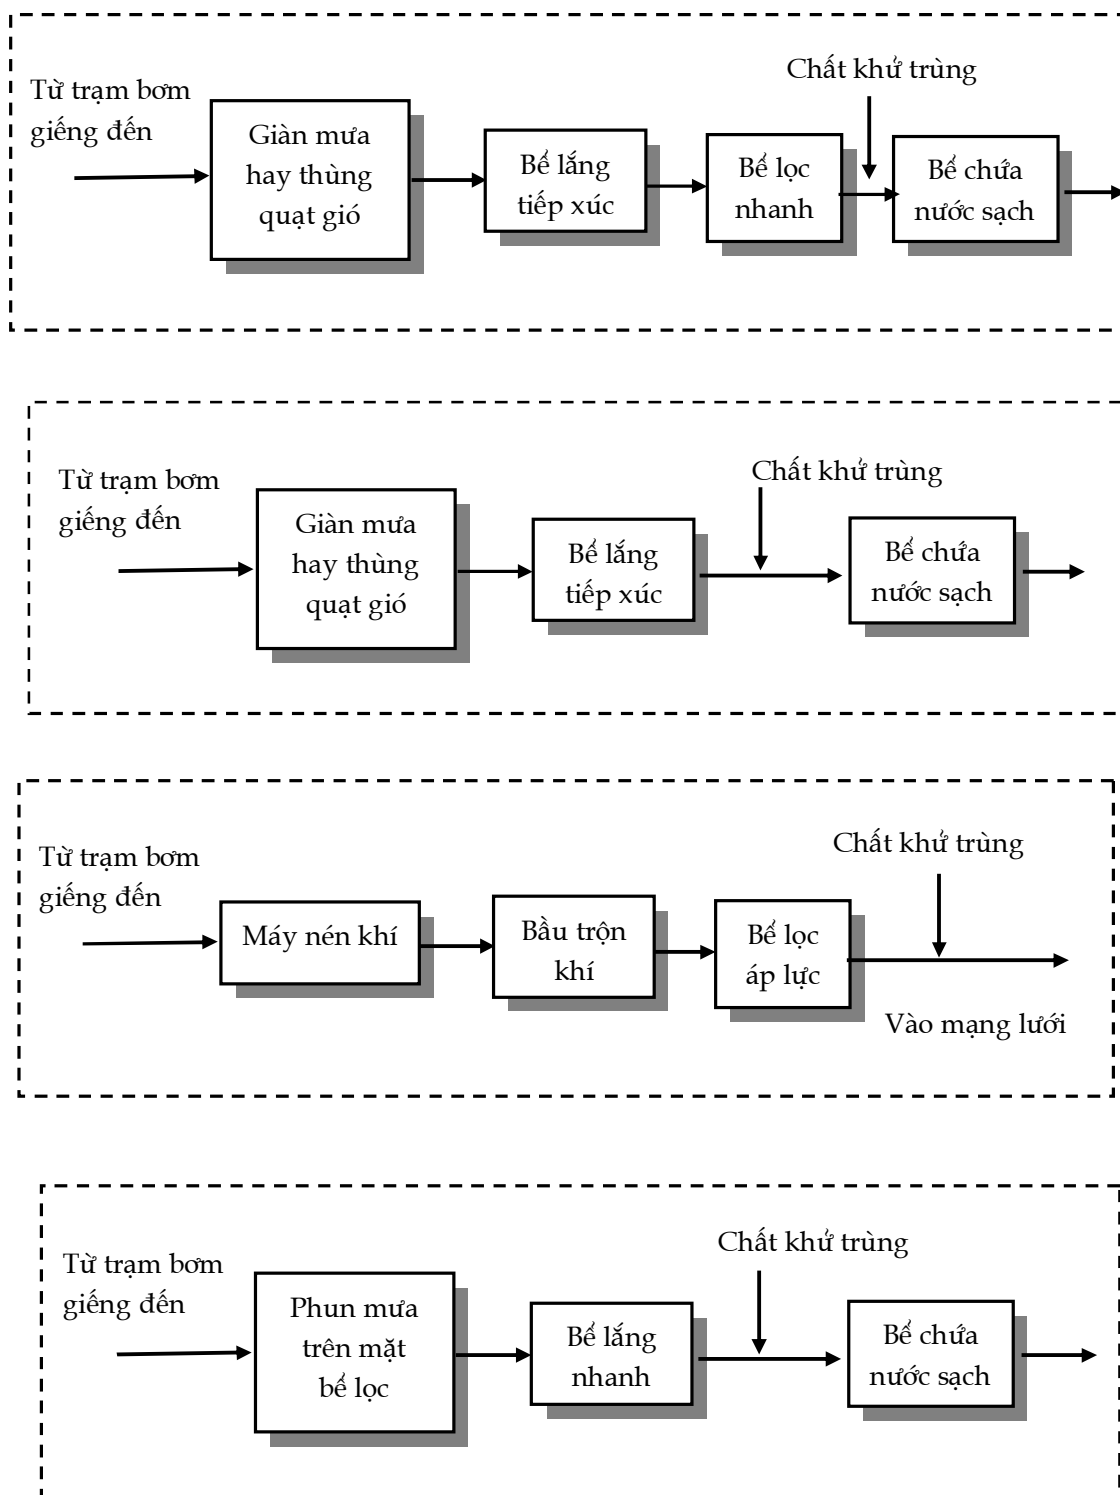 Chất khử trùng
Từ trạm bơm
giếng đến
Giàn mưa
hay thùng
quạt gió
Bể lắng
tiếp xúc
Bể lọc
nhanh
Bể chứa
nước sạch
Chất khử trùng
Từ trạm bơm
giếng đến
Giàn mưa
hay thùng
quạt gió
Bể lắng
tiếp xúc
Bể chứa
nước sạch
Chất khử trùng
Từ trạm bơm
giếng đến
Máy nén khí
Bầu trộn
khí
Bể lọc
áp lực
Vào mạng lưới
Chất khử trùng
Từ trạm bơm
giếng đến
Phun mưa
trên mặt
bể lọc
Bể lắng
nhanh
Bể chứa
nước sạch